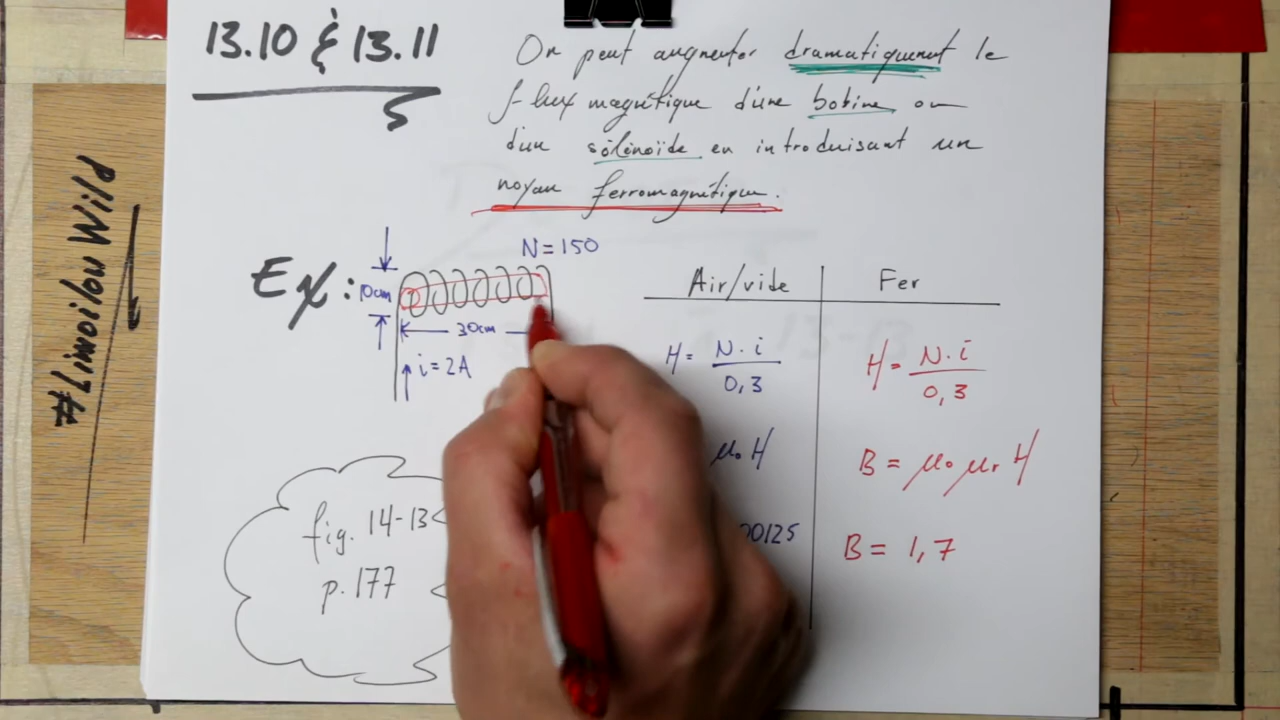 13.10 & 13.11
On peut augmenter dramatiquement le
flux magnétique d'une bobine ou
d'un sôlénoïde en introduisant un
noyau ferromagnétique.
#Limoilou Wild
Ex:
N=150
10cm
30cm
i=2A
fig. 14-13
p. 177
Air/vide
Fer
H = N.i / 0,3
H = N.i / 0,3
μ₀ H
B = μ₀ μr H
00125
B = 1,7